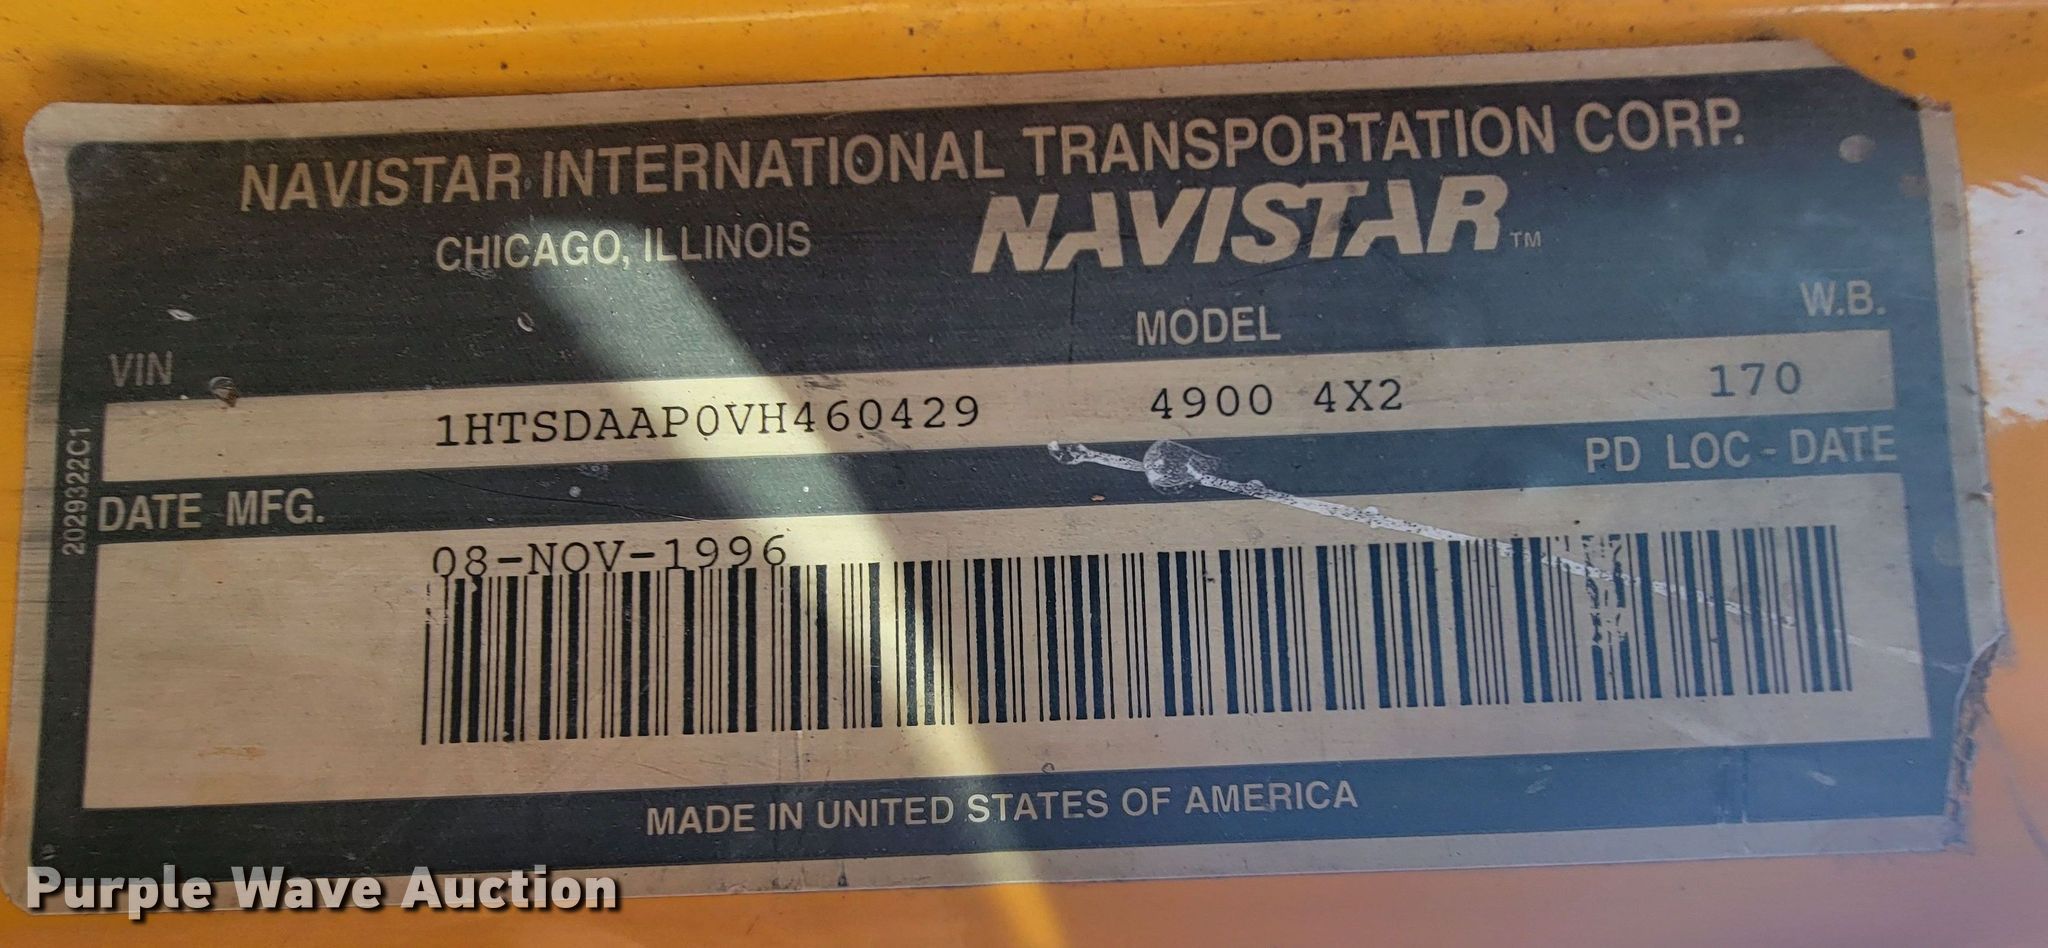 NAVISTAR INTERNATIONAL TRANSPORTATION CORP.
CHICAGO, ILLINOIS NAVISTAR™
VIN MODEL W.B.
1HTSDAAP0VH460429 4900 4X2 170
DATE MFG. PD LOC - DATE
08-NOV-1996
MADE IN UNITED STATES OF AMERICA
2029322C1
Purple Wave Auction